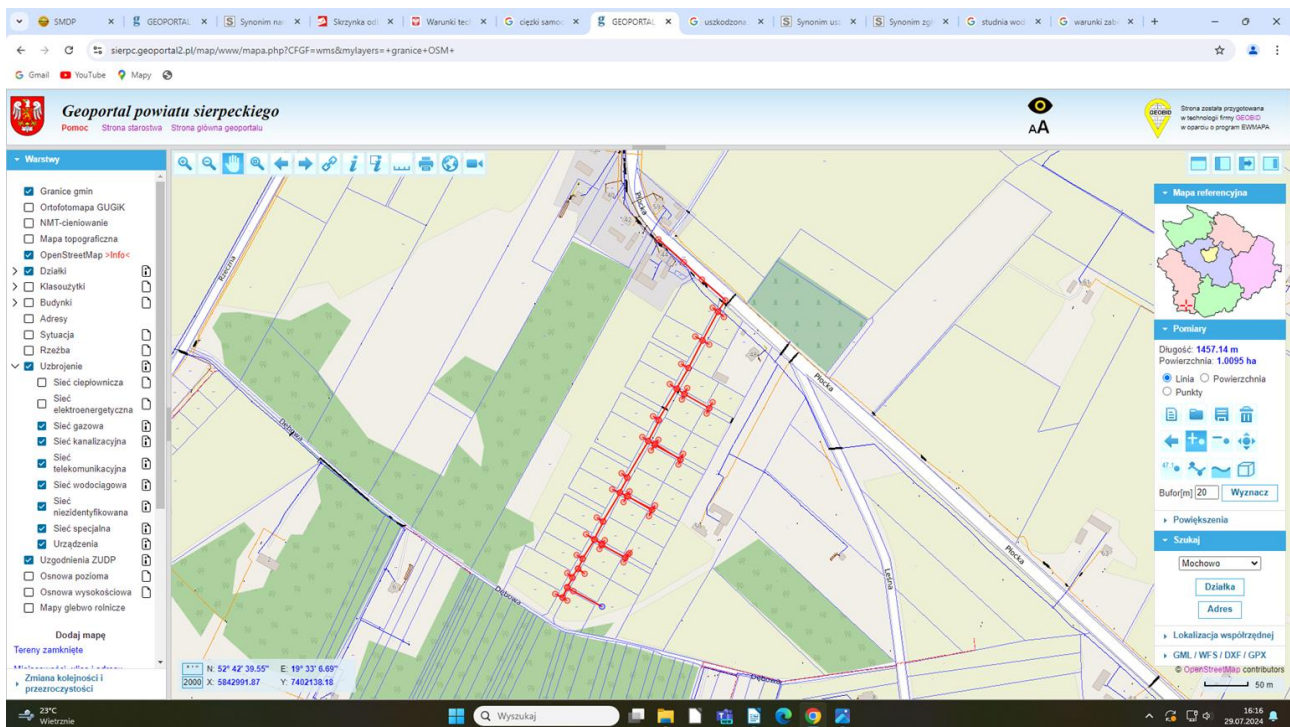 SMDP
GEOPORTAL
Synonim na
Skrzynka od
Warunki tec
GEOPORTAL
uszkodzona
Synonim us
Synonim zg
studnia wod
warunki zab
sierpc.geoportal2.pl/map/www/mapa.php?CFGF=wms&mylayers=+granice+OSM+
Gmail YouTube Mapy
Geoportal powiatu sierpeckiego
Pomoc Strona starostwa Strona główna geoportalu
AA
GEOBID
Strona została przygotowana
w technologii firmy GEOBID
w oparciu o program EWMAPA
Warstwy
Granice gmin
Ortofotomapa GUGiK
NMT-cieniowanie
Mapa topograficzna
OpenStreetMap >Info<
Działki
Klasoużytki
Budynki
Adresy
Sytuacja
Rzeźba
Uzbrojenie
Sieć ciepłownicza
Sieć
elektroenergetyczna
Sieć gazowa
Sieć kanalizacyjna
Sieć
telekomunikacyjna
Sieć wodociągowa
Sieć
niezidentyfikowana
Sieć specjalna
Urządzenia
Uzgodnienia ZUDP
Osnowa pozioma
Osnowa wysokościowa
Mapy glebwo rolnicze
Dodaj mapę
Tereny zamknięte
Zmiana kolejności i
przezroczystości
Rzeczna
Płocka
Płocka
Płocka
Leśna
Dębowa
Dębowa
Dębowa
N: 52° 42' 39.55" E: 19° 33' 6.69"
2000 X: 5842991.87 Y: 7402138.18
Mapa referencyjna
Pomiary
Długość: 1457.14 m
Powierzchnia: 1.0095 ha
Linia Powierzchnia
Punkty
Bufor[m] 20 Wyznacz
Powiększenia
Szukaj
Mochowo
Działka
Adres
Lokalizacja współrzędnej
GML / WFS / DXF / GPX
© OpenStreetMap contributors
50 m
23°C
Wietrznie
Wyszukaj
16:16
29.07.2024